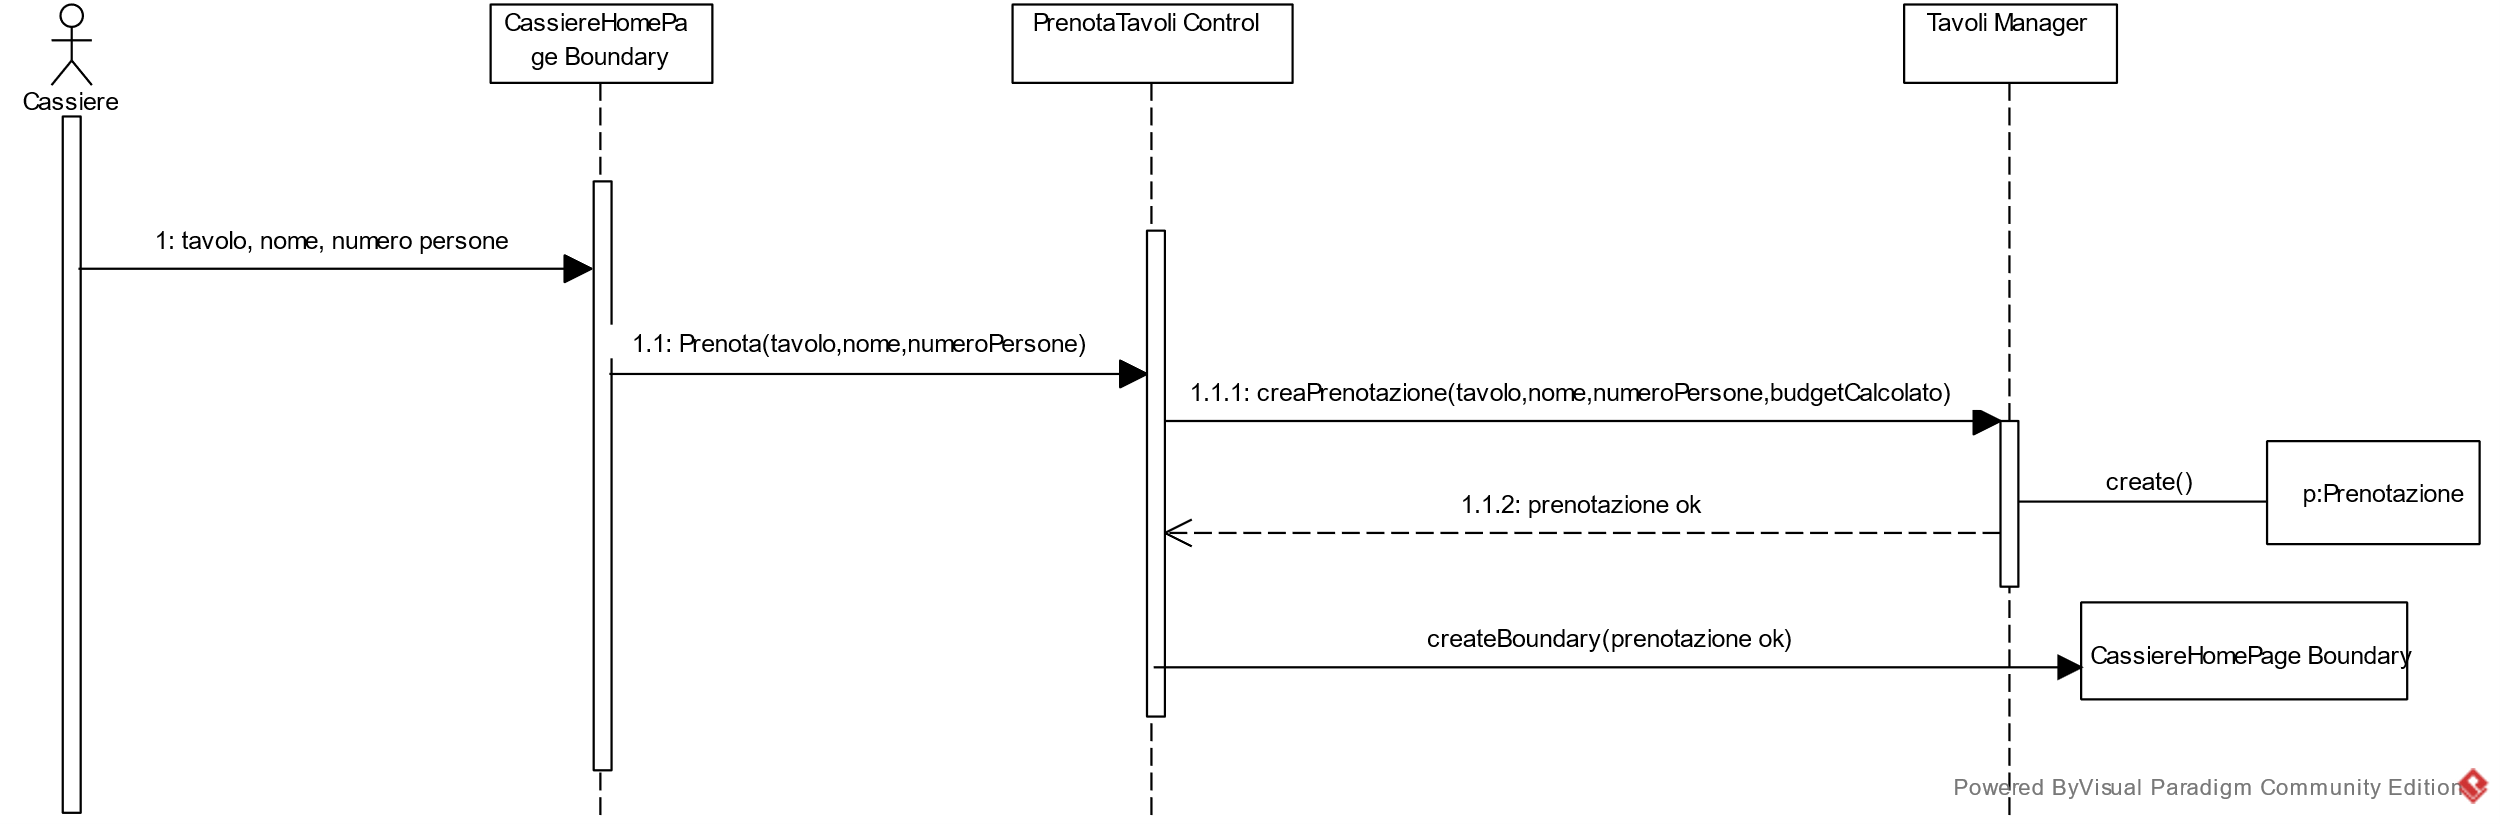 Cassiere
CassiereHomePa
ge Boundary
PrenotaTavoli Control
Tavoli Manager
1: tavolo, nome, numero persone
1.1: Prenota(tavolo,nome,numeroPersone)
1.1.1: creaPrenotazione(tavolo,nome,numeroPersone,budgetCalcolato)
create()
p:Prenotazione
1.1.2: prenotazione ok
createBoundary(prenotazione ok)
CassiereHomePage Boundary
Powered ByVisual Paradigm Community Edition